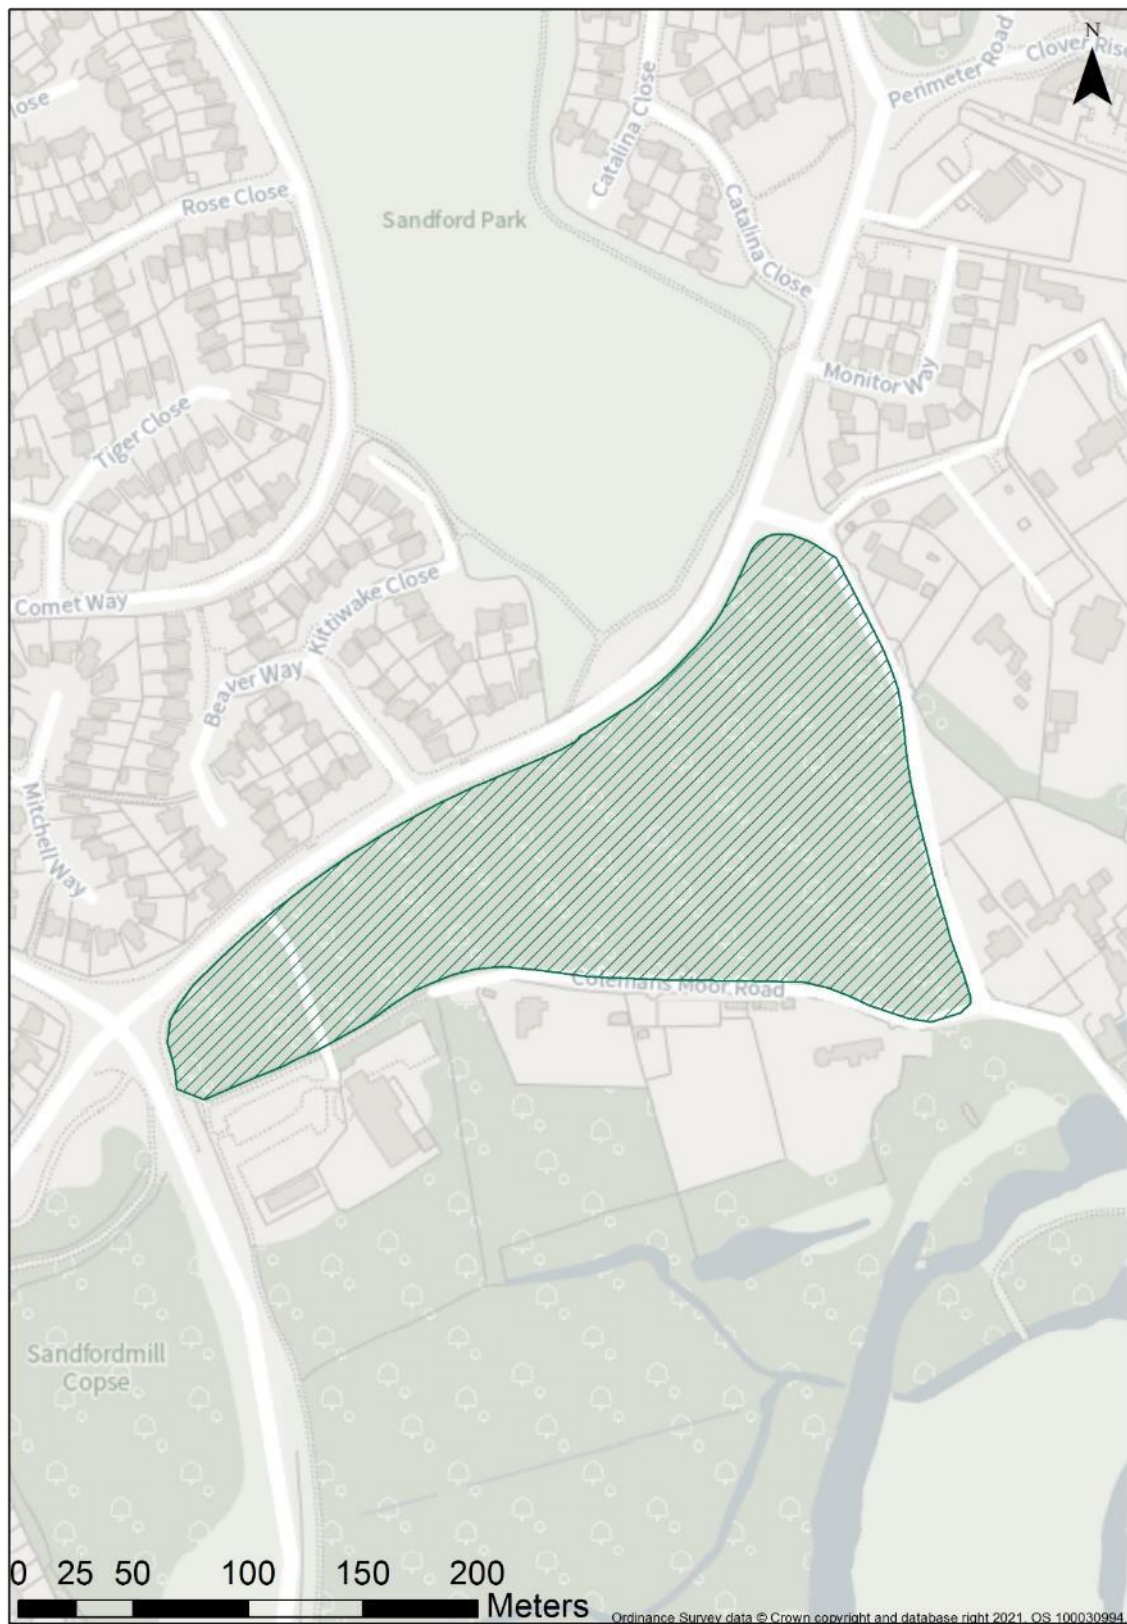 N
Clover Rise
Perimeter Road
lose
Catalina Close
Rose Close
Sandford Park
Catalina Close
Monitor Way
Tiger Close
Comet Way
Kittiwake Close
Beaver Way
Mitchell Way
Colemans Moor Road
Sandfordmill
Copse
0 25 50 100 150 200
Meters
Ordinance Survey data © Crown copyright and database right 2021. OS 100030994.